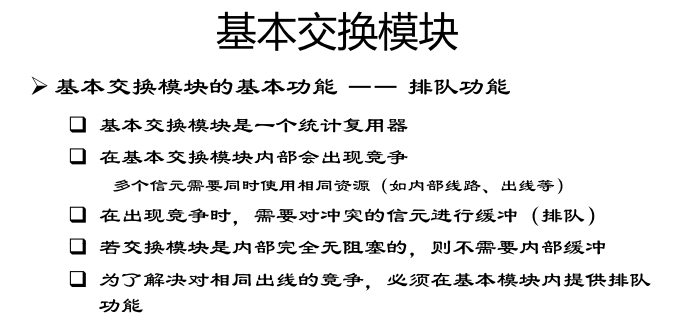 基本交换模块
基本交换模块的基本功能 —— 排队功能
基本交换模块是一个统计复用器
在基本交换模块内部会出现竞争
多个信元需要同时使用相同资源（如内部线路、出线等）
在出现竞争时，需要对冲突的信元进行缓冲（排队）
若交换模块是内部完全无阻塞的，则不需要内部缓冲
为了解决对相同出线的竞争，必须在基本模块内提供排队
功能